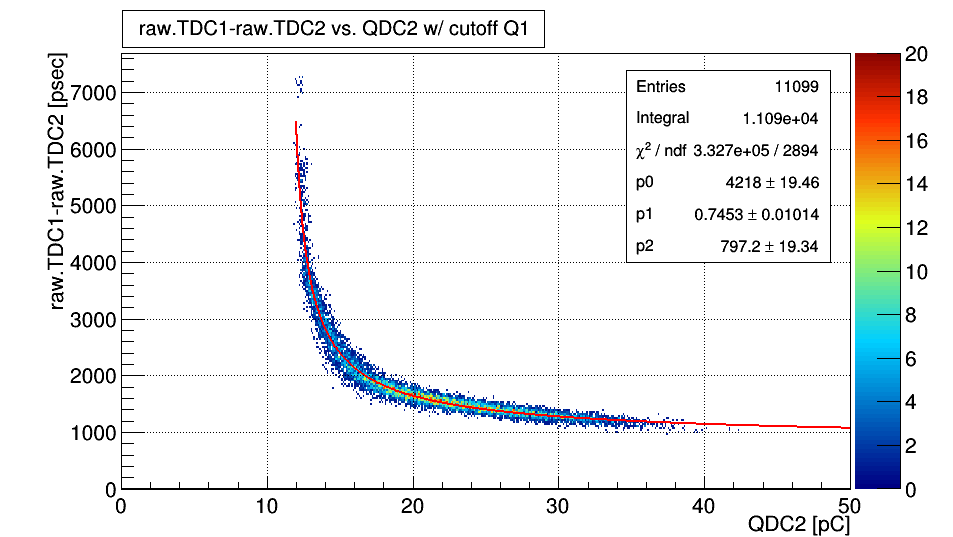 raw.TDC1-raw.TDC2 vs. QDC2 w/ cutoff Q1
raw.TDC1-raw.TDC2 [psec]
7000
6000
5000
4000
3000
2000
1000
0
0
10
20
30
40
50
QDC2 [pC]
Entries 11099
Integral 1.109e+04
χ² / ndf 3.327e+05 / 2894
p0 4218 ± 19.46
p1 0.7453 ± 0.01014
p2 797.2 ± 19.34
20
18
16
14
12
10
8
6
4
2
0